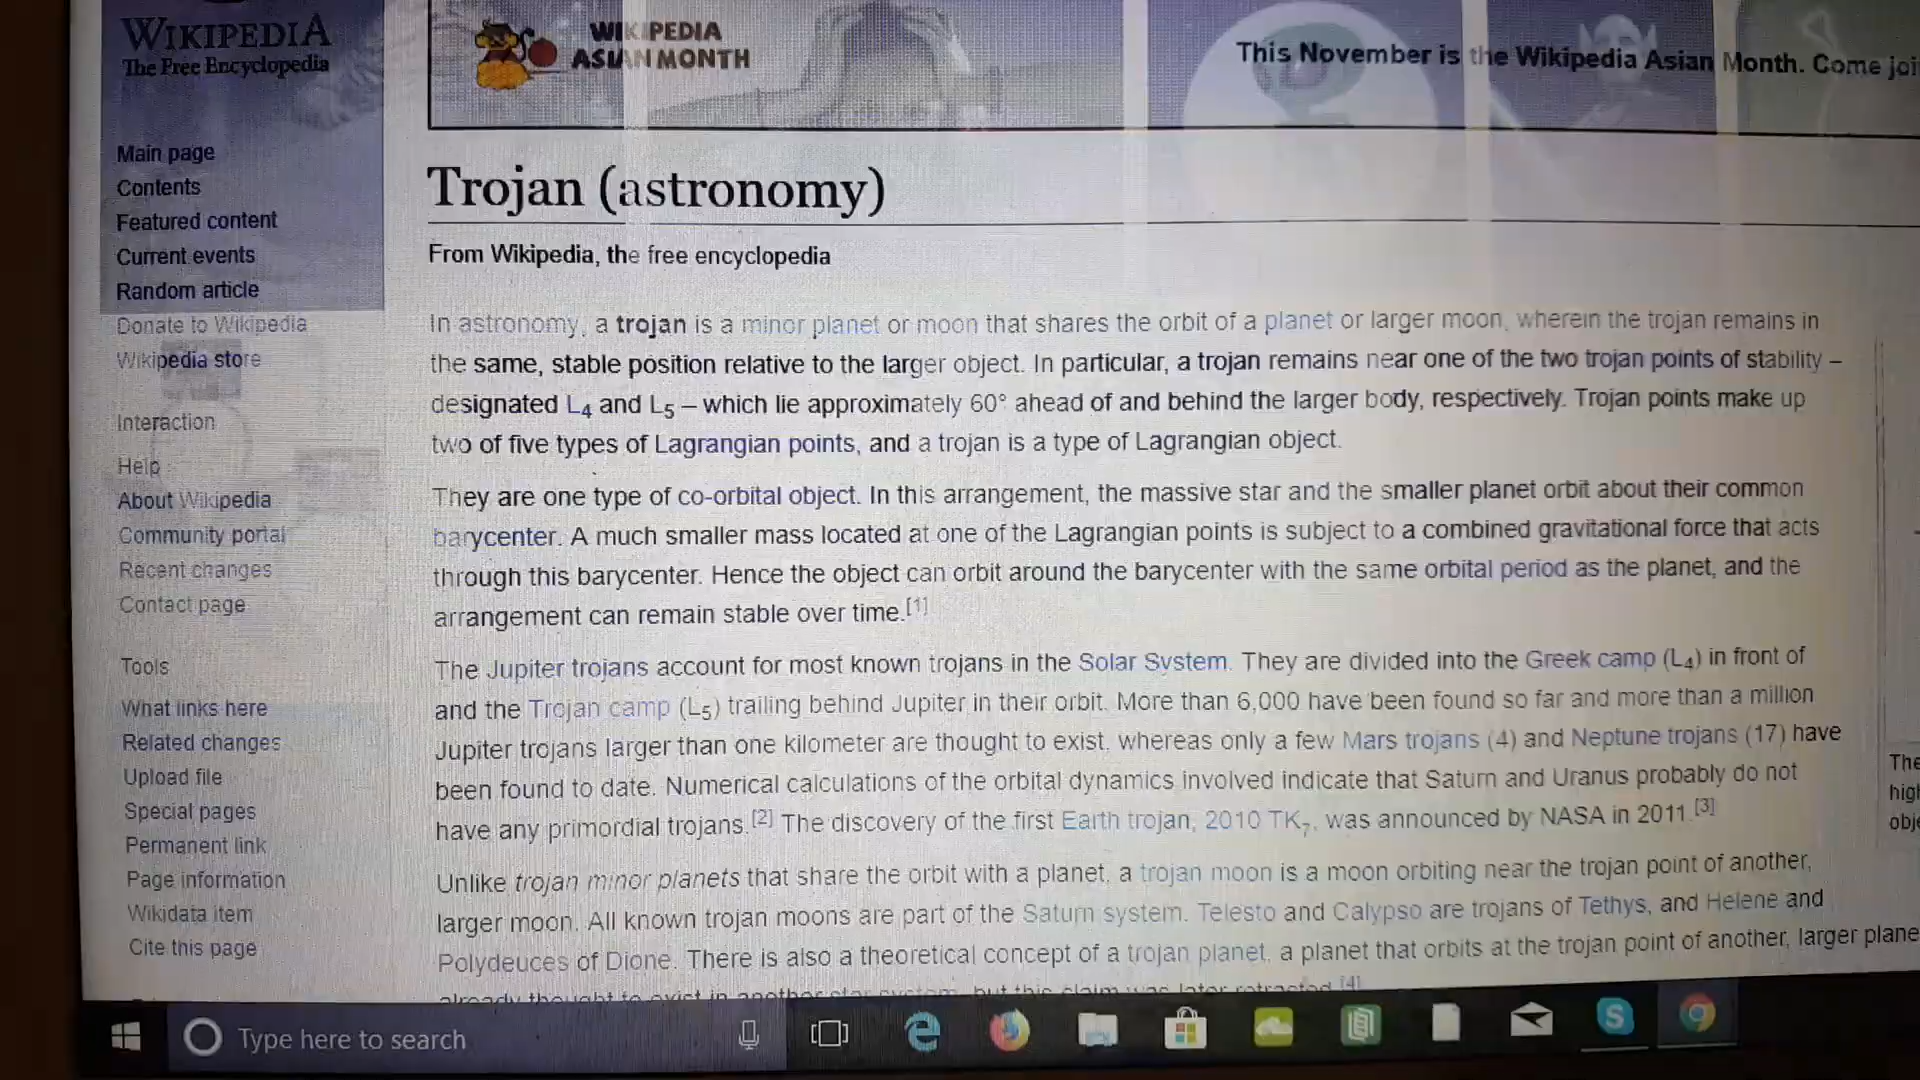 WIKIPEDIA
The Free Encyclopedia
WIKIPEDIA
ASIAN MONTH
This November is the Wikipedia Asian Month. Come joi
Main page
Contents
Featured content
Current events
Random article
Donate to Wikipedia
Wikipedia store
Interaction
Help
About Wikipedia
Community portal
Recent changes
Contact page
Tools
What links here
Related changes
Upload file
Special pages
Permanent link
Page information
Wikidata item
Cite this page
Trojan (astronomy)
From Wikipedia, the free encyclopedia
In astronomy, a trojan is a minor planet or moon that shares the orbit of a planet or larger moon, wherein the trojan remains in
the same, stable position relative to the larger object. In particular, a trojan remains near one of the two trojan points of stability –
designated L4 and L5 – which lie approximately 60° ahead of and behind the larger body, respectively. Trojan points make up
two of five types of Lagrangian points, and a trojan is a type of Lagrangian object.
They are one type of co-orbital object. In this arrangement, the massive star and the smaller planet orbit about their common
barycenter. A much smaller mass located at one of the Lagrangian points is subject to a combined gravitational force that acts
through this barycenter. Hence the object can orbit around the barycenter with the same orbital period as the planet, and the
arrangement can remain stable over time.[1]
The Jupiter trojans account for most known trojans in the Solar System. They are divided into the Greek camp (L4) in front of
and the Trojan camp (L5) trailing behind Jupiter in their orbit. More than 6,000 have been found so far and more than a million
Jupiter trojans larger than one kilometer are thought to exist, whereas only a few Mars trojans (4) and Neptune trojans (17) have
been found to date. Numerical calculations of the orbital dynamics involved indicate that Saturn and Uranus probably do not
have any primordial trojans.[2] The discovery of the first Earth trojan, 2010 TK7, was announced by NASA in 2011.[3]
Unlike trojan minor planets that share the orbit with a planet, a trojan moon is a moon orbiting near the trojan point of another,
larger moon. All known trojan moons are part of the Saturn system. Telesto and Calypso are trojans of Tethys, and Helene and
Polydeuces of Dione. There is also a theoretical concept of a trojan planet, a planet that orbits at the trojan point of another, larger plane
already thought to exist in another star system, but this claim was later retracted.[4]
The
high
obje
Type here to search